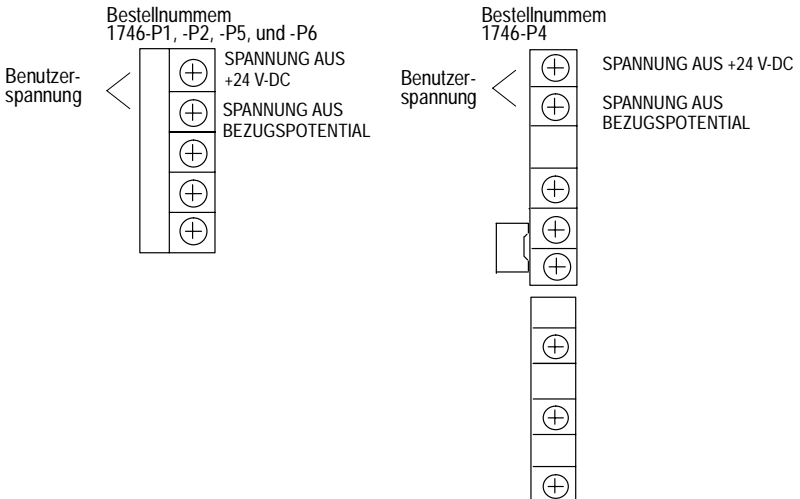 Bestellnummem
1746-P1, -P2, -P5, und -P6
Benutzer-
spannung
SPANNUNG AUS
+24 V-DC
SPANNUNG AUS
BEZUGSPOTENTIAL
Bestellnummem
1746-P4
Benutzer-
spannung
SPANNUNG AUS +24 V-DC
SPANNUNG AUS
BEZUGSPOTENTIAL